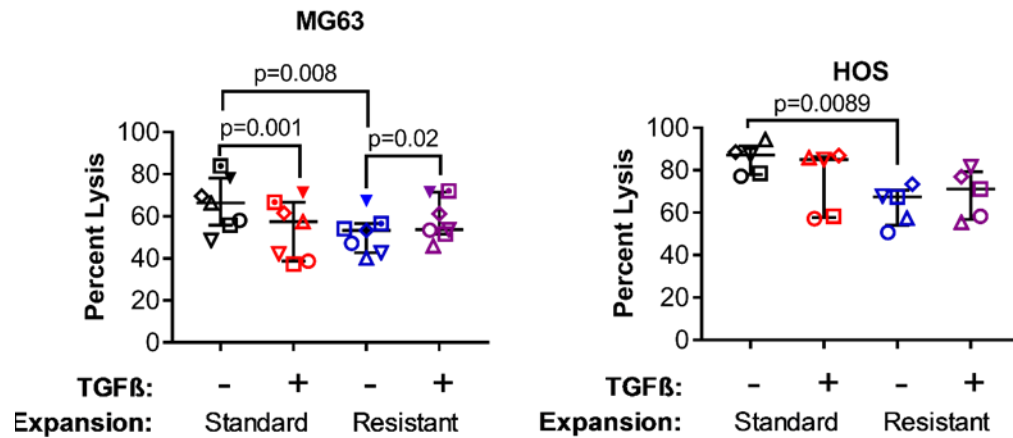 MG63
p=0.008
p=0.001
p=0.02
Percent Lysis
100
80
60
40
20
0
TGFß: - + - +
Expansion: Standard Resistant
HOS
p=0.0089
Percent Lysis
100
80
60
40
20
0
TGFß: - + - +
Expansion: Standard Resistant